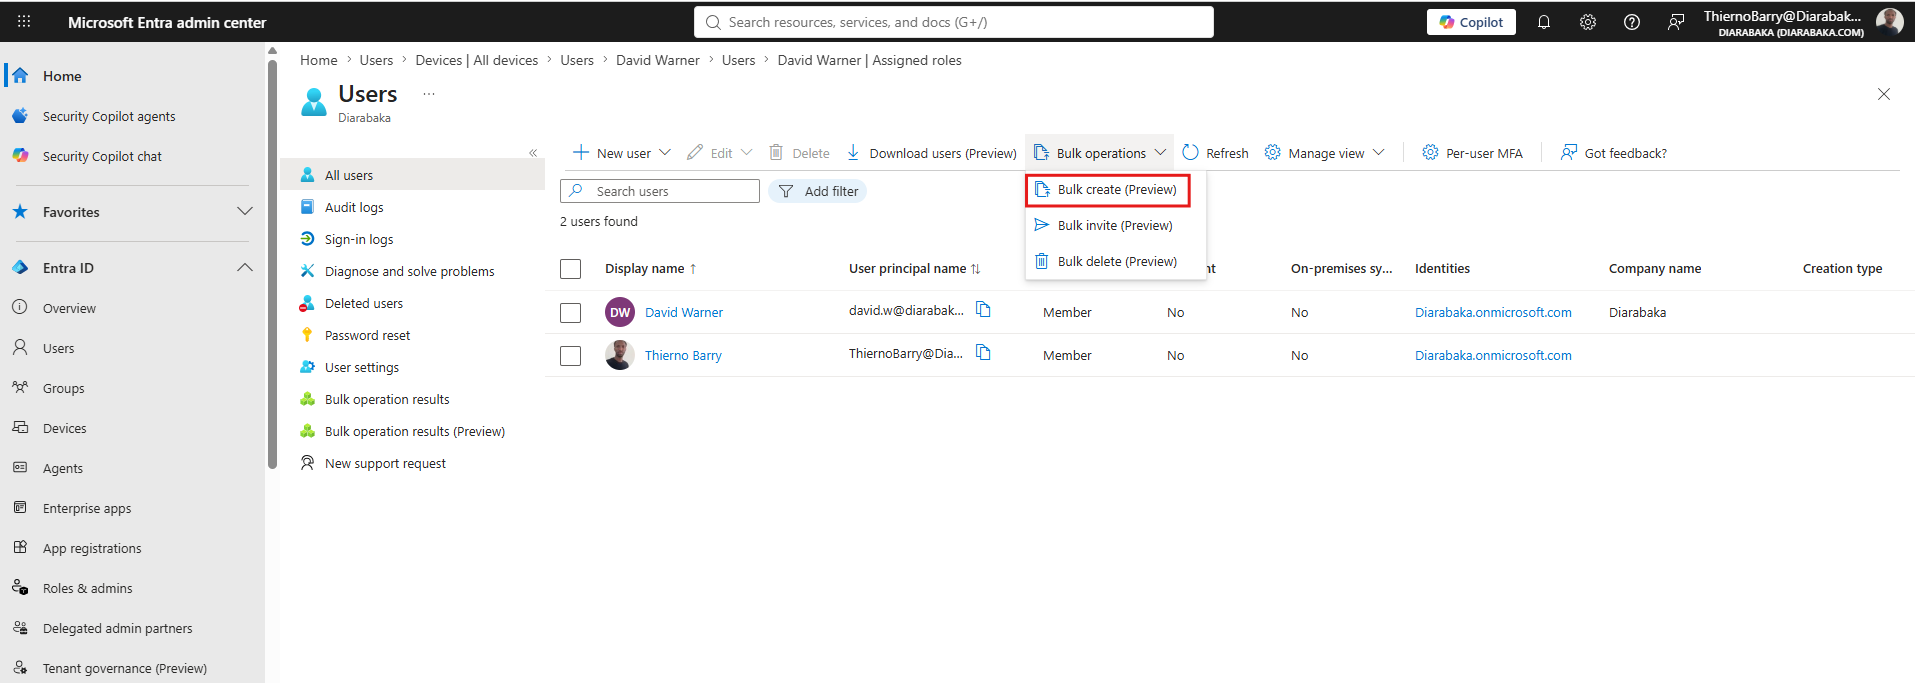 Microsoft Entra admin center
Search resources, services, and docs (G+/)
Copilot
ThiernoBarry@Diarabak...
DIARABAKA (DIARABAKA.COM)
Home
Security Copilot agents
Security Copilot chat
Favorites
Entra ID
Overview
Users
Groups
Devices
Agents
Enterprise apps
App registrations
Roles & admins
Delegated admin partners
Tenant governance (Preview)
Home > Users > Devices | All devices > Users > David Warner > Users > David Warner | Assigned roles
Users ...
Diarabaka
All users
Audit logs
Sign-in logs
Diagnose and solve problems
Deleted users
Password reset
User settings
Bulk operation results
Bulk operation results (Preview)
New support request
New user Edit Delete Download users (Preview) Bulk operations Refresh Manage view Per-user MFA Got feedback?
Bulk create (Preview)
Bulk invite (Preview)
Bulk delete (Preview)
Search users Add filter
2 users found
Display name ↑ User principal name ↑↓ nt On-premises sy... Identities Company name Creation type
DW David Warner david.w@diarabak... Member No No Diarabaka.onmicrosoft.com Diarabaka
Thierno Barry ThiernoBarry@Dia... Member No No Diarabaka.onmicrosoft.com